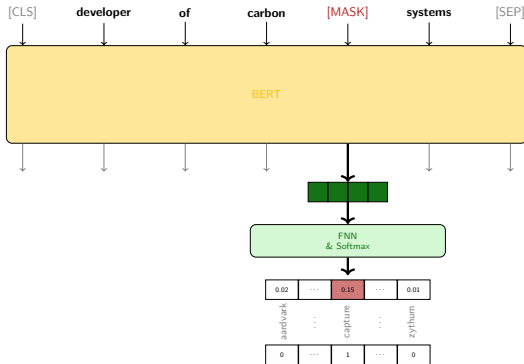 [CLS] developer of carbon [MASK] systems [SEP]
BERT
FNN
& Softmax
0.02 ··· 0.15 ··· 0.01
aardvark ... capture ... zythum
0 ··· 1 ··· 0